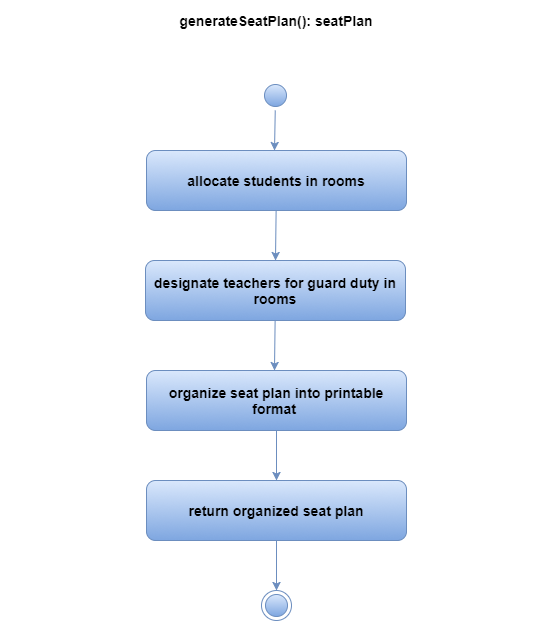 generateSeatPlan(): seatPlan
allocate students in rooms
designate teachers for guard duty in
rooms
organize seat plan into printable
format
return organized seat plan